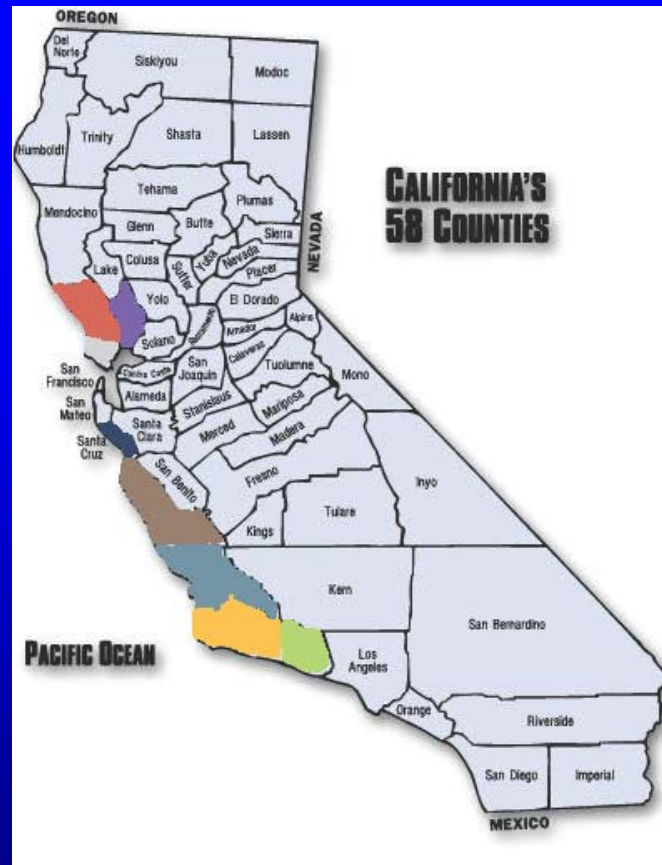 OREGON
Del
Norte
Siskiyou
Modoc
Humboldt
Trinity
Shasta
Lassen
CALIFORNIA'S
58 COUNTIES
Mendocino
Tehama
Plumas
Glenn
Butte
Sierra
NEVADA
Lake
Colusa
Sutter
Yuba
Nevada
Placer
Yolo
El Dorado
Solano
Sacramento
Amador
Alpine
San
Francisco
Contra Costa
San
Joaquin
Calaveras
Tuolumne
Mono
San
Mateo
Alameda
Stanislaus
Mariposa
Santa
Cruz
Santa
Clara
Merced
Madera
San Benito
Fresno
Inyo
Kings
Tulare
Kern
San Bernardino
PACIFIC OCEAN
Los
Angeles
Orange
Riverside
San Diego
Imperial
MEXICO